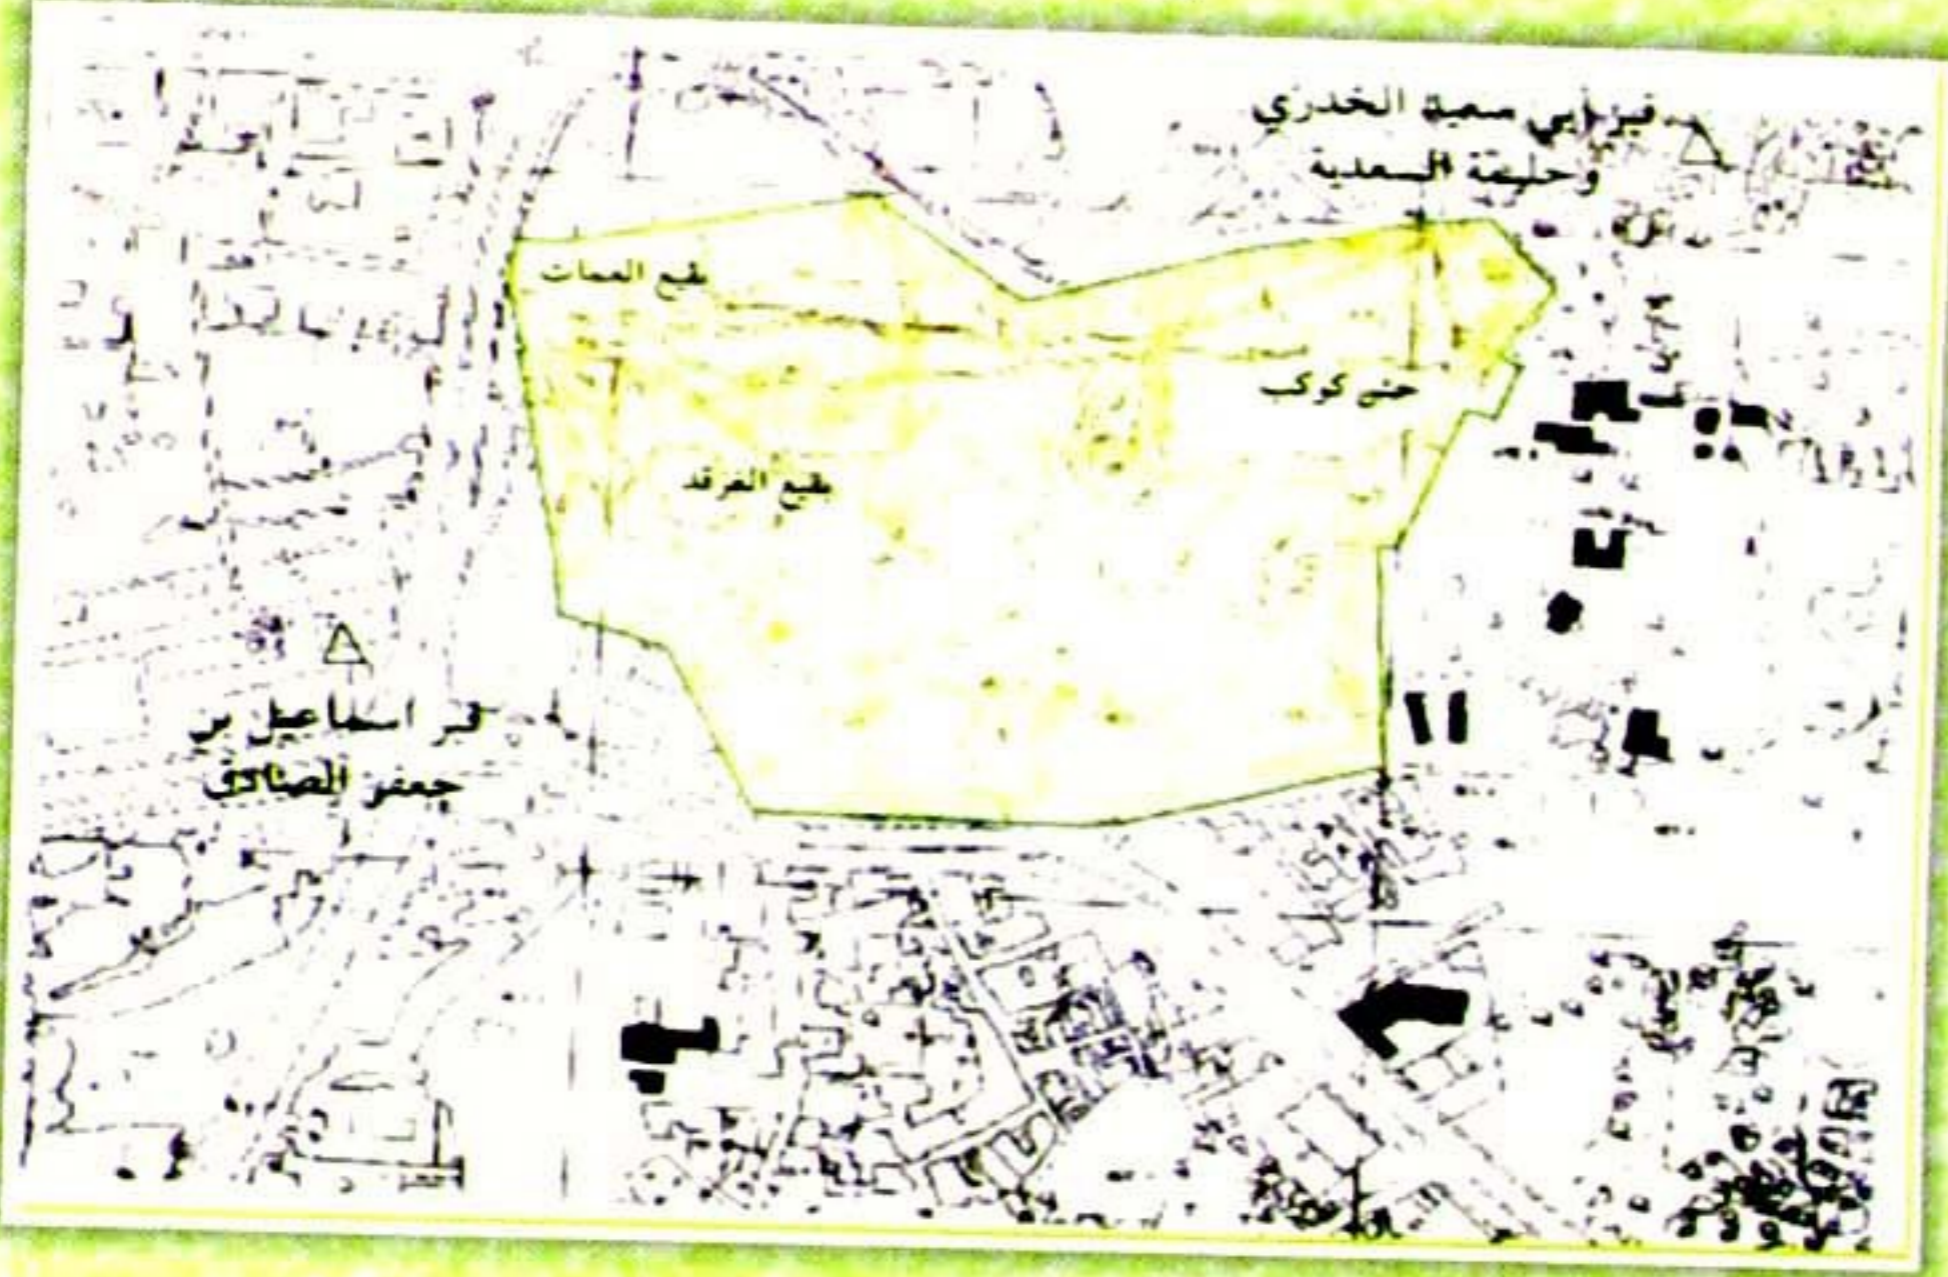 قبر أبي سعيد الخدري
وحليمة السعدية
بقيع العمات
حش كوكب
بقيع الغرقد
قبر اسماعيل بن
جعفر الصادق